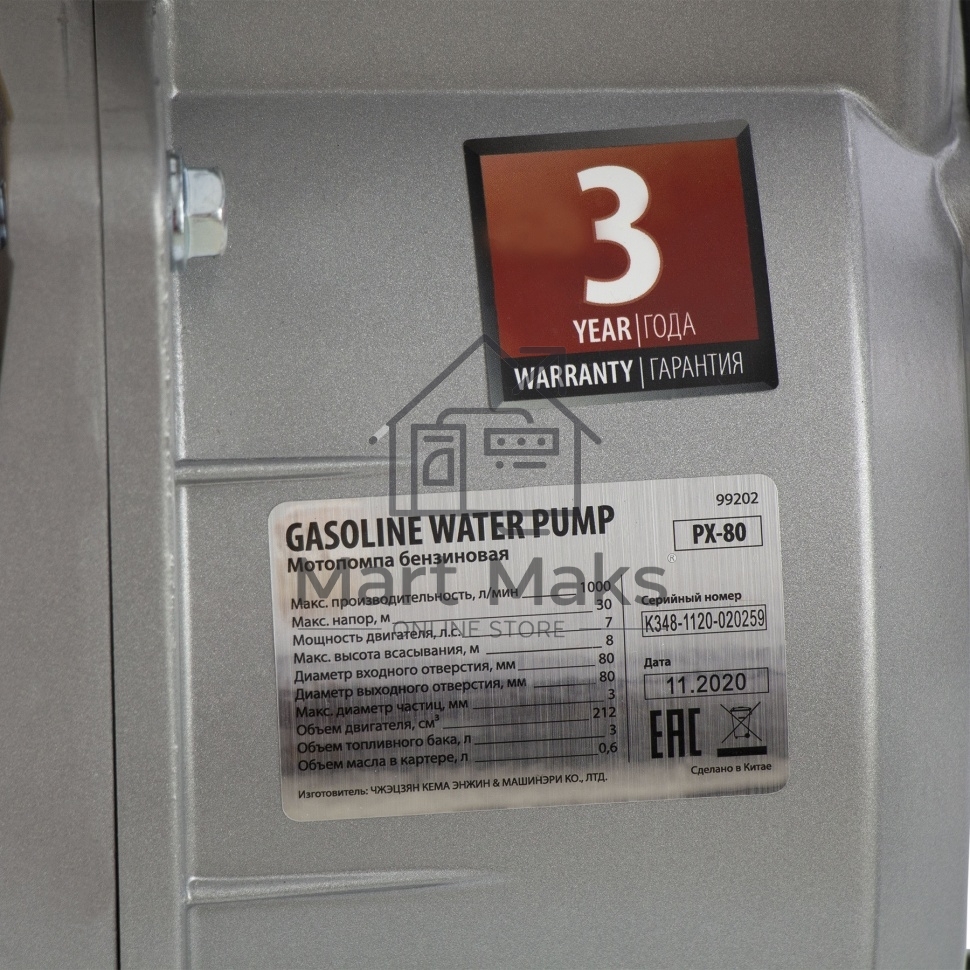 3
YEAR|ГОДА
WARRANTY|ГАРАНТИЯ
99202
GASOLINE WATER PUMP
PX-80
Мотопомпа бензиновая
Mart Maks®
ONLINE STORE
Макс. производительность, л/мин 1000
Макс. напор, м 30
Мощность двигателя, л.с. 7
Макс. высота всасывания, м 8
Диаметр входного отверстия, мм 80
Диаметр выходного отверстия, мм 80
Макс. диаметр частиц, мм 3
Объем двигателя, см³ 212
Объем топливного бака, л 3
Объем масла в картере, л 0,6
Серийный номер
K348-1120-020259
Дата
11.2020
EAC
Сделано в Китае
Изготовитель: ЧЖЭЦЗЯН КЕМА ЭНЖИН & МАШИНЭРИ КО., ЛТД.